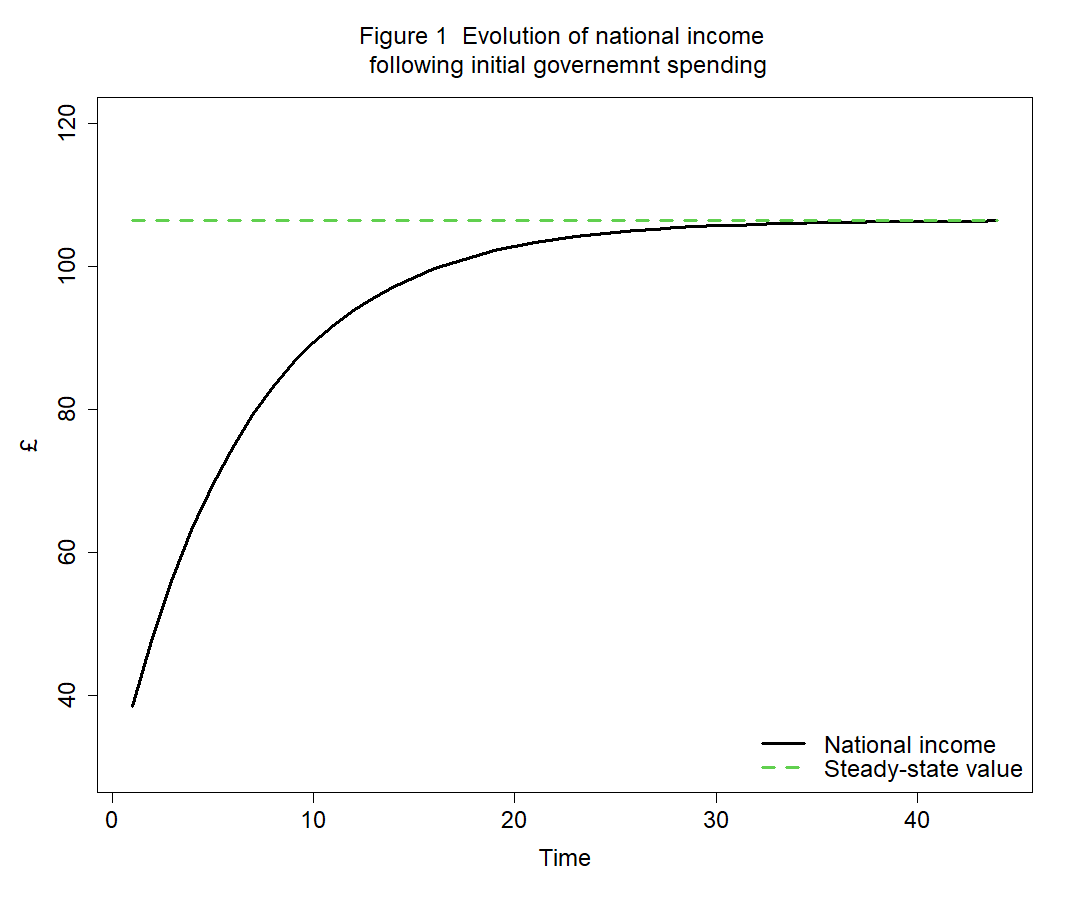 Figure 1  Evolution of national income
following initial governemnt spending
120
100
80
60
40
£
0 10 20 30 40
Time
National income
Steady-state value